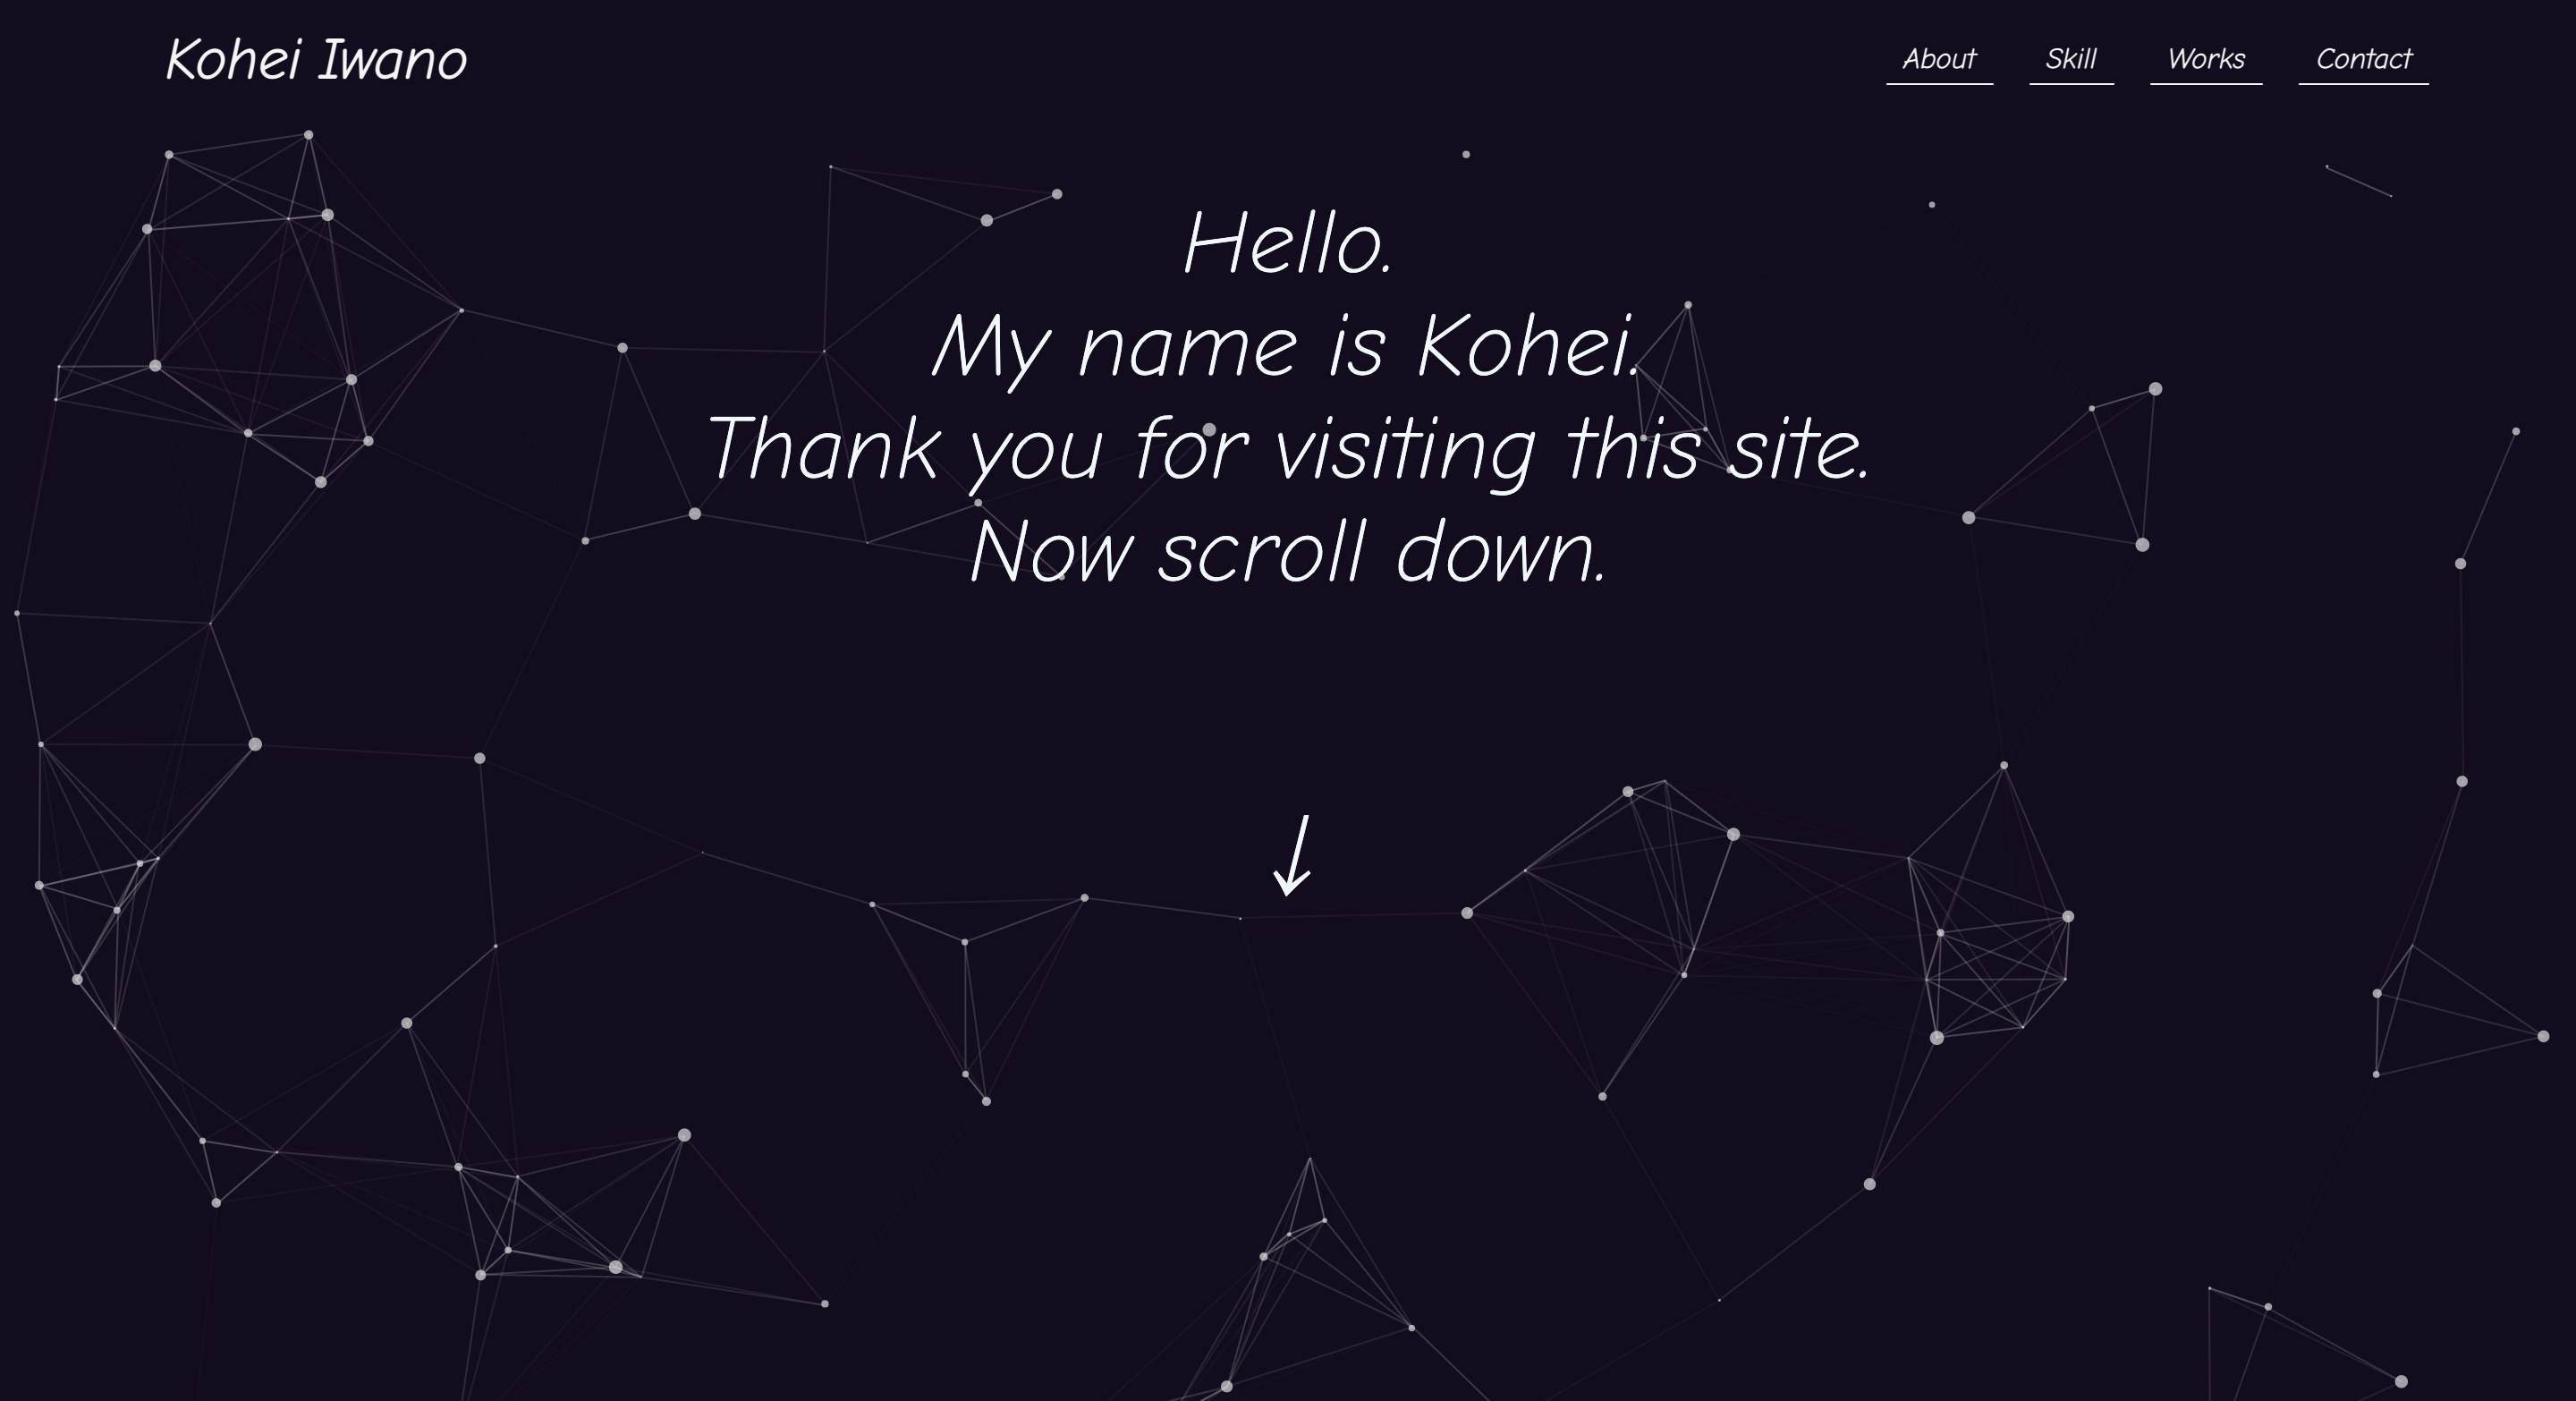 Kohei Iwano
About Skill Works Contact
Hello.
My name is Kohei.
Thank you for visiting this site.
Now scroll down.